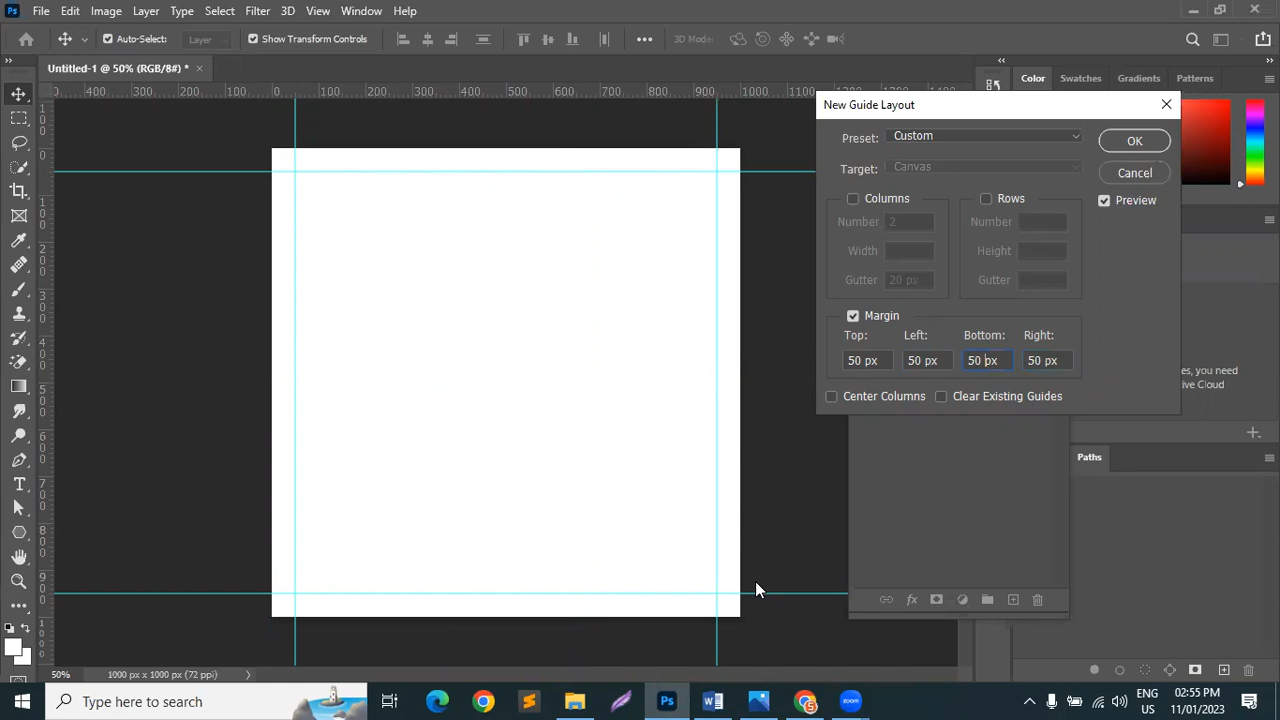 Ps File Edit Image Layer Type Select Filter 3D View Window Help
Auto-Select: Layer Show Transform Controls 3D Mode:
Untitled-1 @ 50% (RGB/8#) *
400 300 200 100 0 100 200 300 400 500 600 700 800 900 1000 1100
Color Swatches Gradients Patterns
New Guide Layout
Preset: Custom
OK
Target: Canvas
Cancel
Columns Rows Preview
Number 2 Number
Width Height
Gutter 20 px Gutter
Margin
Top: Left: Bottom: Right:
50 px 50 px 50 px 50 px
es, you need
tive Cloud
Center Columns Clear Existing Guides
Paths
fx
50% 1000 px x 1000 px (72 ppi)
Type here to search
Ps
zoom
ENG
US
02:55 PM
11/01/2023